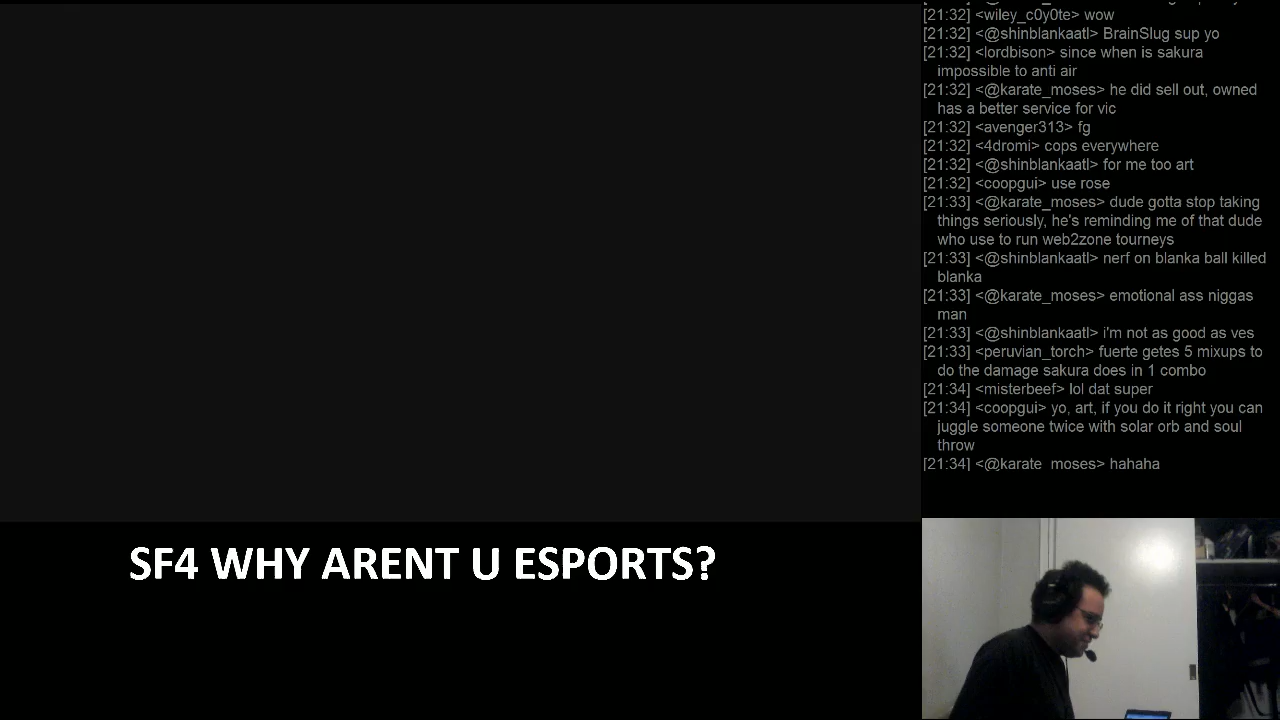 [21:32] <wiley_c0y0te> wow
[21:32] <@shinblankaatl> BrainSlug sup yo
[21:32] <lordbison> since when is sakura
impossible to anti air
[21:32] <@karate_moses> he did sell out, owned
has a better service for vic
[21:32] <avenger313> fg
[21:32] <4dromi> cops everywhere
[21:32] <@shinblankaatl> for me too art
[21:32] <coopgui> use rose
[21:33] <@karate_moses> dude gotta stop taking
things seriously, he's reminding me of that dude
who use to run web2zone tourneys
[21:33] <@shinblankaatl> nerf on blanka ball killed
blanka
[21:33] <@karate_moses> emotional ass niggas
man
[21:33] <@shinblankaatl> i'm not as good as ves
[21:33] <peruvian_torch> fuerte getes 5 mixups to
do the damage sakura does in 1 combo
[21:34] <misterbeef> lol dat super
[21:34] <coopgui> yo, art, if you do it right you can
juggle someone twice with solar orb and soul
throw
[21:34] <@karate_moses> hahaha
SF4 WHY ARENT U ESPORTS?